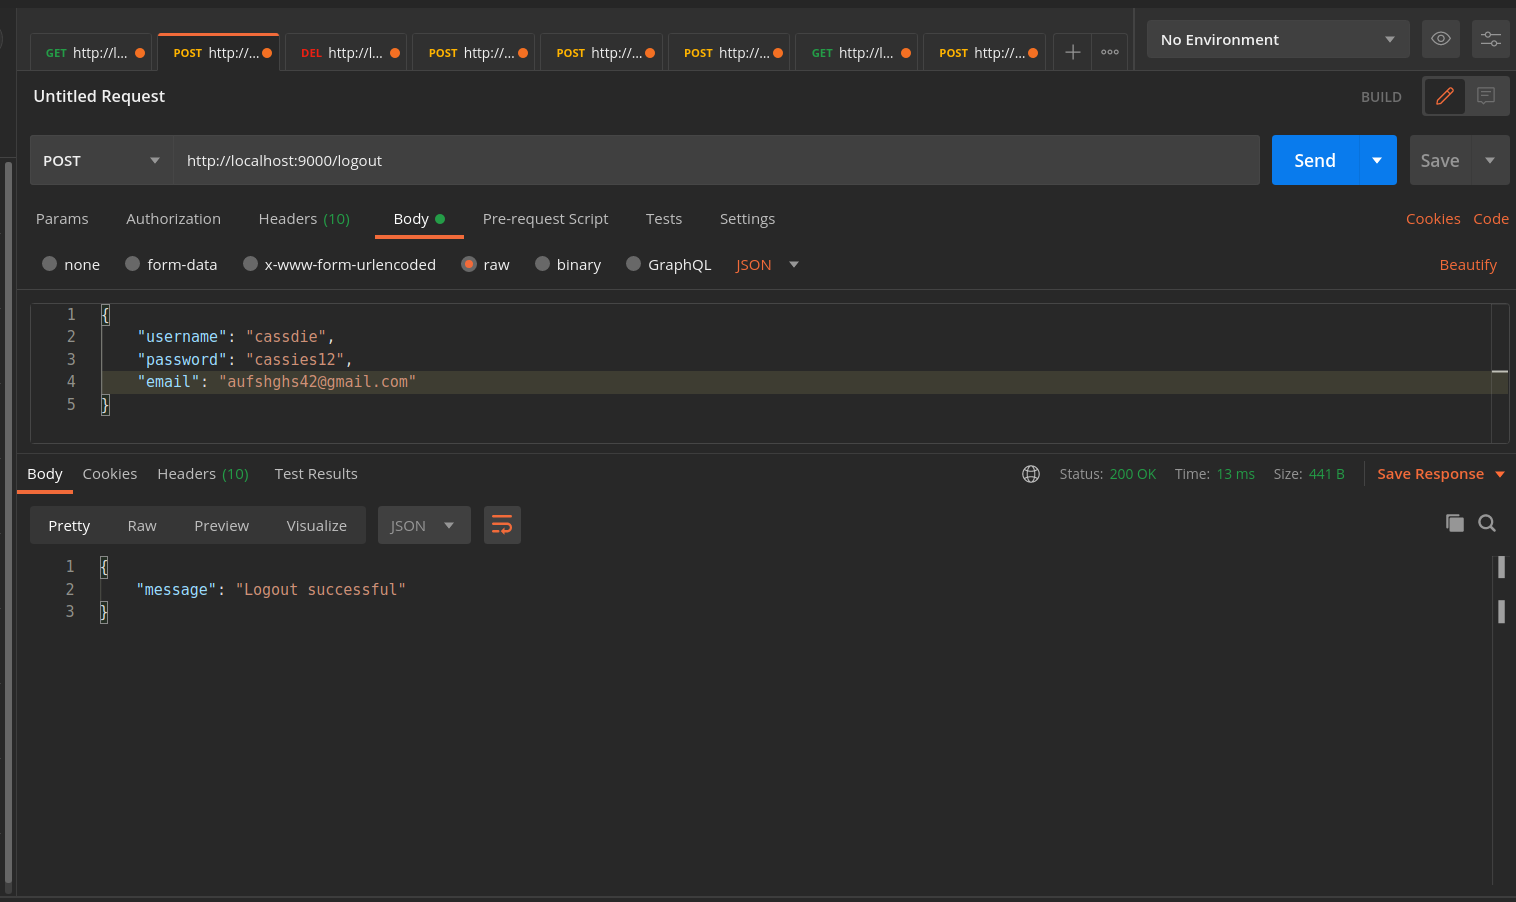 GET http://l... POST http://... DEL http://l... POST http://... POST http://... POST http://... GET http://l... POST http://... No Environment
Untitled Request BUILD
POST http://localhost:9000/logout Send Save
Params Authorization Headers (10) Body Pre-request Script Tests Settings Cookies Code
none form-data x-www-form-urlencoded raw binary GraphQL JSON Beautify
1 {
2 "username": "cassdie",
3 "password": "cassies12",
4 "email": "aufshghs42@gmail.com"
5 }
Body Cookies Headers (10) Test Results Status: 200 OK Time: 13 ms Size: 441 B Save Response
Pretty Raw Preview Visualize JSON
1 {
2 "message": "Logout successful"
3 }